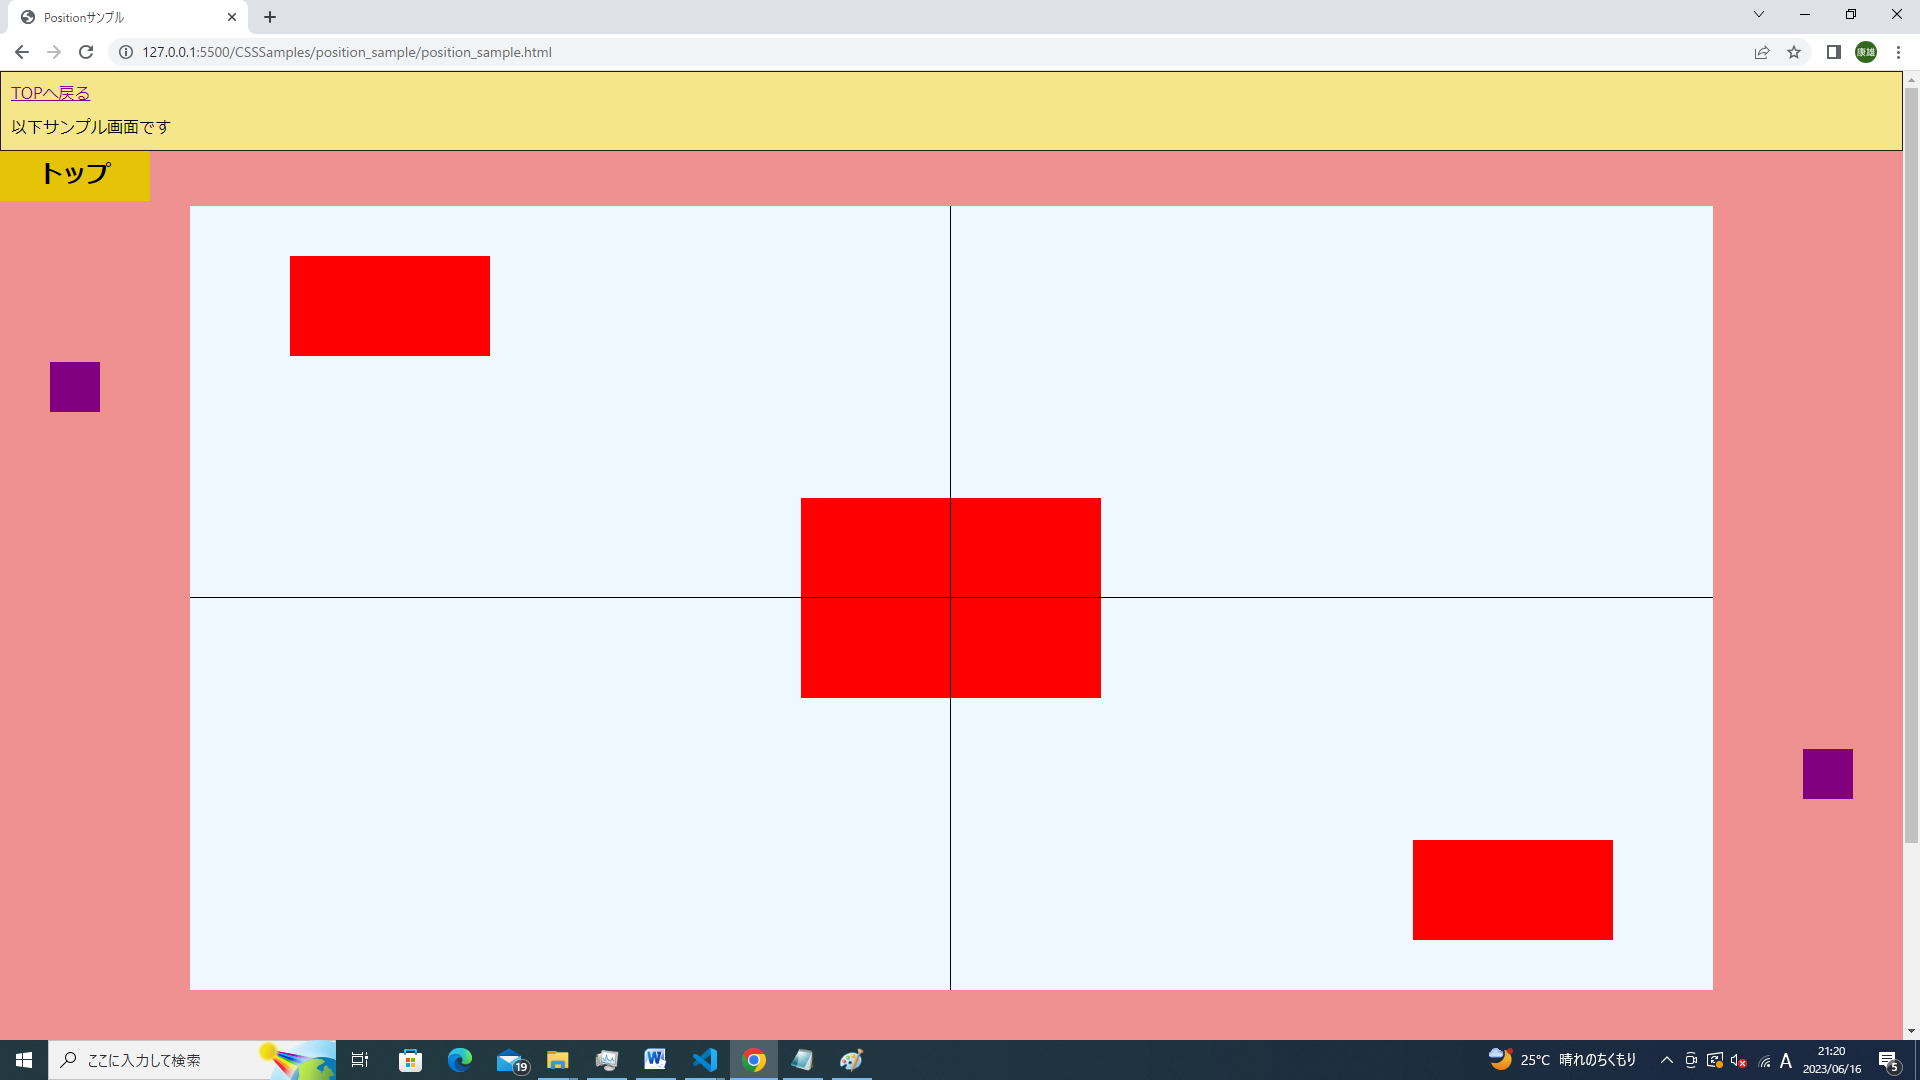 Positionサンプル
127.0.0.1:5500/CSSSamples/position_sample/position_sample.html
康雄
TOPへ戻る
以下サンプル画面です
トップ
ここに入力して検索
19
W
25°C 晴れのちくもり
A
21:20
2023/06/16
5